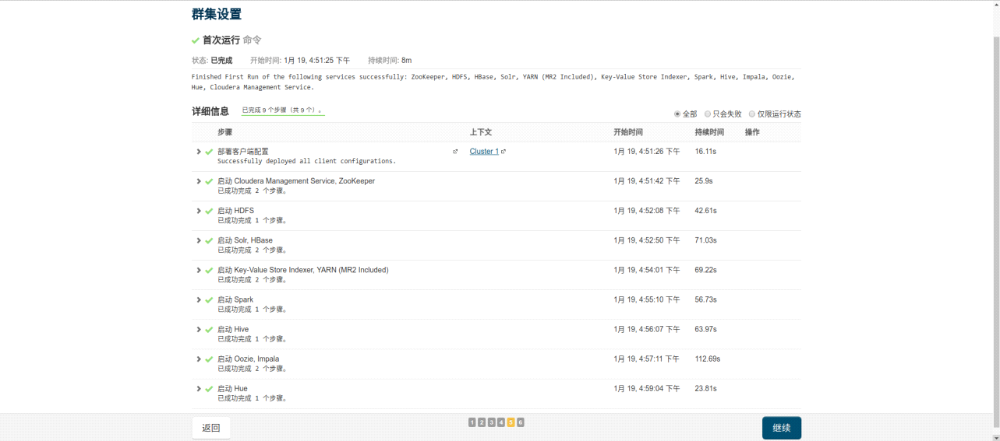 群集设置
首次运行 命令
状态: 已完成 开始时间: 1月 19, 4:51:25 下午 持续时间: 8m
Finished First Run of the following services successfully: ZooKeeper, HDFS, HBase, Solr, YARN (MR2 Included), Key-Value Store Indexer, Spark, Hive, Impala, Oozie,
Hue, Cloudera Management Service.
详细信息 已完成 9 个步骤（共 9 个）。 全部 只会失败 仅限运行状态
步骤 上下文 开始时间 持续时间 操作
部署客户端配置 Cluster 1 1月 19, 4:51:26 下午 16.11s
Successfully deployed all client configurations.
启动 Cloudera Management Service, ZooKeeper 1月 19, 4:51:42 下午 25.9s
已成功完成 2 个步骤。
启动 HDFS 1月 19, 4:52:08 下午 42.61s
已成功完成 1 个步骤。
启动 Solr, HBase 1月 19, 4:52:50 下午 71.03s
已成功完成 2 个步骤。
启动 Key-Value Store Indexer, YARN (MR2 Included) 1月 19, 4:54:01 下午 69.22s
已成功完成 2 个步骤。
启动 Spark 1月 19, 4:55:10 下午 56.73s
已成功完成 1 个步骤。
启动 Hive 1月 19, 4:56:07 下午 63.97s
已成功完成 1 个步骤。
启动 Oozie, Impala 1月 19, 4:57:11 下午 112.69s
已成功完成 2 个步骤。
启动 Hue 1月 19, 4:59:04 下午 23.81s
已成功完成 1 个步骤。
返回 1 2 3 4 5 6 继续